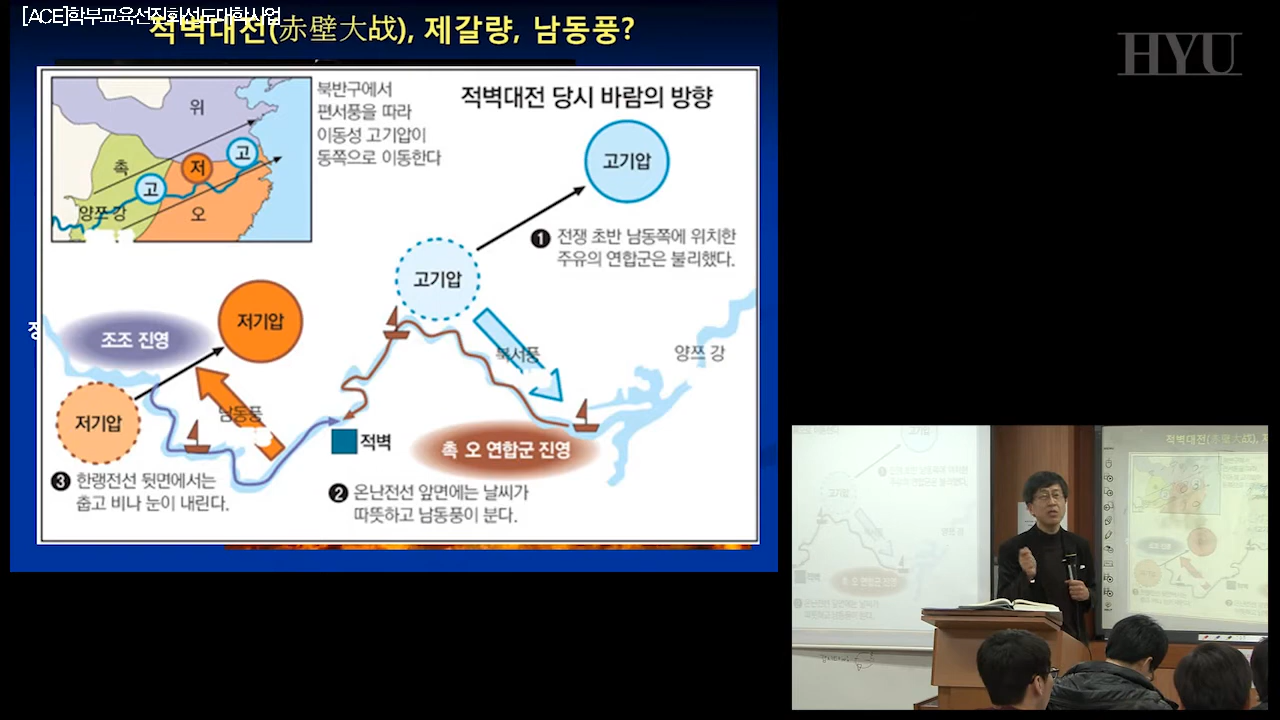 [ACE]학부교육선진화선도대학사업
적벽대전(赤壁大战), 제갈량, 남동풍?
HYU
북반구에서
편서풍을 따라
이동성 고기압이
동쪽으로 이동한다
적벽대전 당시 바람의 방향
위
촉
고
저
고
양쯔 강
오
고기압
❶ 전쟁 초반 남동쪽에 위치한
주유의 연합군은 불리했다.
고기압
저기압
조조 진영
북서풍
양쯔 강
저기압
남동풍
적벽
촉 오 연합군 진영
❸ 한랭전선 뒷면에서는
춥고 비나 눈이 내린다.
❷ 온난전선 앞면에는 날씨가
따뜻하고 남동풍이 분다.